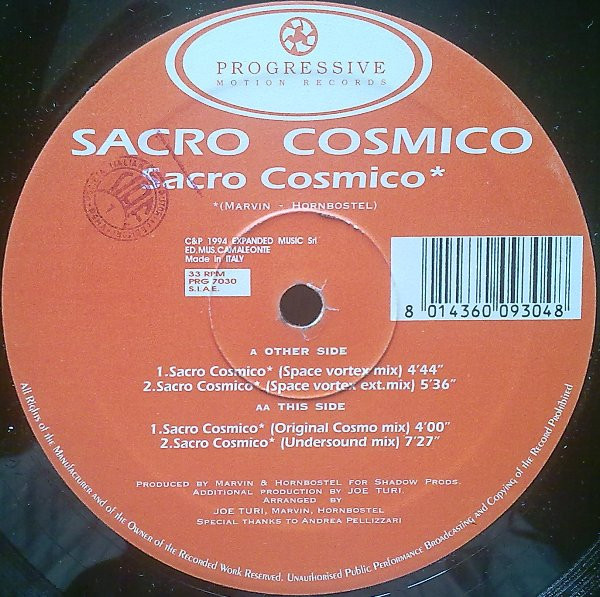 PROGRESSIVE
MOTION RECORDS
SACRO COSMICO
Sacro Cosmico*
*(MARVIN - HORNBOSTEL)
C&P 1994 EXPANDED MUSIC Srl
ED.MUS.CAMALEONTE
Made in ITALY
33 RPM
PRG 7030
S.I.A.E.
8 014360 093048
A OTHER SIDE
1.Sacro Cosmico* (Space vortex mix) 4'44"
2.Sacro Cosmico* (Space vortex ext.mix) 5'36"
AA THIS SIDE
1.Sacro Cosmico* (Original Cosmo mix) 4'00"
2.Sacro Cosmico* (Undersound mix) 7'27"
PRODUCED BY MARVIN & HORNBOSTEL FOR SHADOW PRODS.
ADDITIONAL PRODUCTION BY JOE TURI.
ARRANGED BY
JOE TURI, MARVIN, HORNBOSTEL
SPECIAL THANKS TO ANDREA PELLIZZARI
All Rights of the Manufacturer and of the Owner of the Recorded Work Reserved. Unauthorised Public Performance Broadcasting and Copying of the Record Prohibited